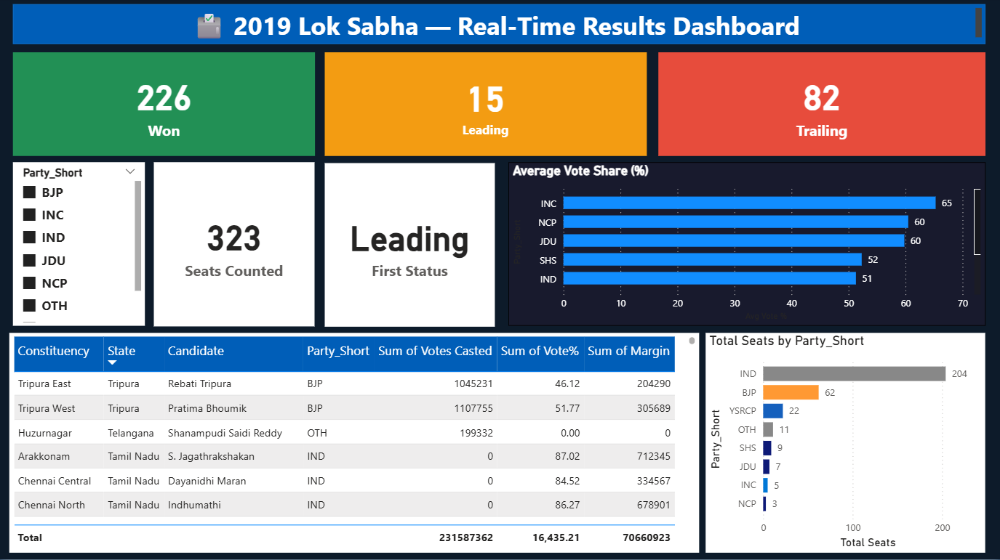 2019 Lok Sabha — Real-Time Results Dashboard
226
Won
15
Leading
82
Trailing
Party_Short
BJP
INC
IND
JDU
NCP
OTH
323
Seats Counted
Leading
First Status
Average Vote Share (%)
Party_Short
INC 65
NCP 60
JDU 60
SHS 52
IND 51
0 10 20 30 40 50 60 70
Avg Vote %
Constituency State Candidate Party_Short Sum of Votes Casted Sum of Vote% Sum of Margin
Tripura East Tripura Rebati Tripura BJP 1045231 46.12 204290
Tripura West Tripura Pratima Bhoumik BJP 1107755 51.77 305689
Huzurnagar Telangana Shanampudi Saidi Reddy OTH 199332 0.00 0
Arakkonam Tamil Nadu S. Jagathrakshakan IND 0 87.02 712345
Chennai Central Tamil Nadu Dayanidhi Maran IND 0 84.52 334567
Chennai North Tamil Nadu Indhumathi IND 0 86.27 678901
Total 231587362 16,435.21 70660923
Total Seats by Party_Short
Party_Short
IND 204
BJP 62
YSRCP 22
OTH 11
SHS 9
JDU 7
INC 5
NCP 3
0 100 200
Total Seats